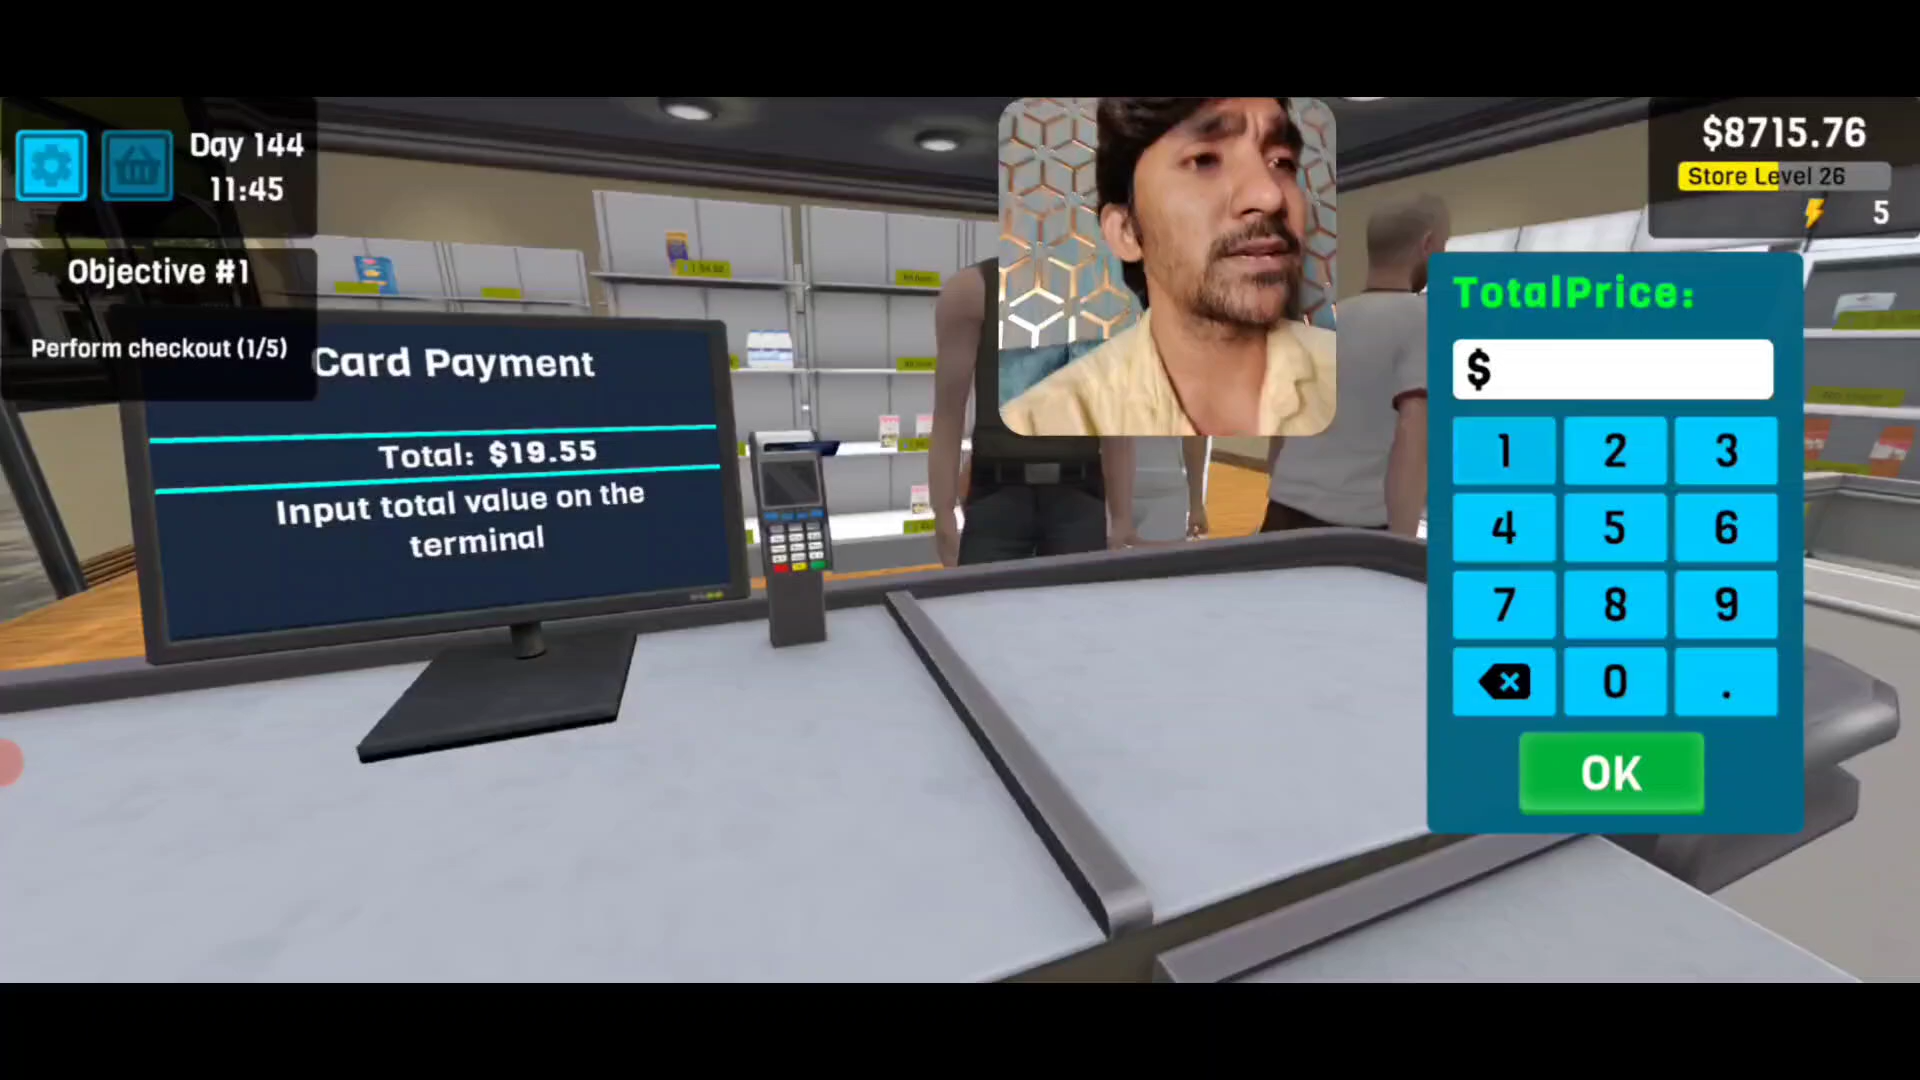 Day 144
11:45
Objective #1
Perform checkout (1/5)
Card Payment
Total: $19.55
Input total value on the
terminal
$8715.76
Store Level 26
5
TotalPrice:
$
1 2 3
4 5 6
7 8 9
0 .
OK